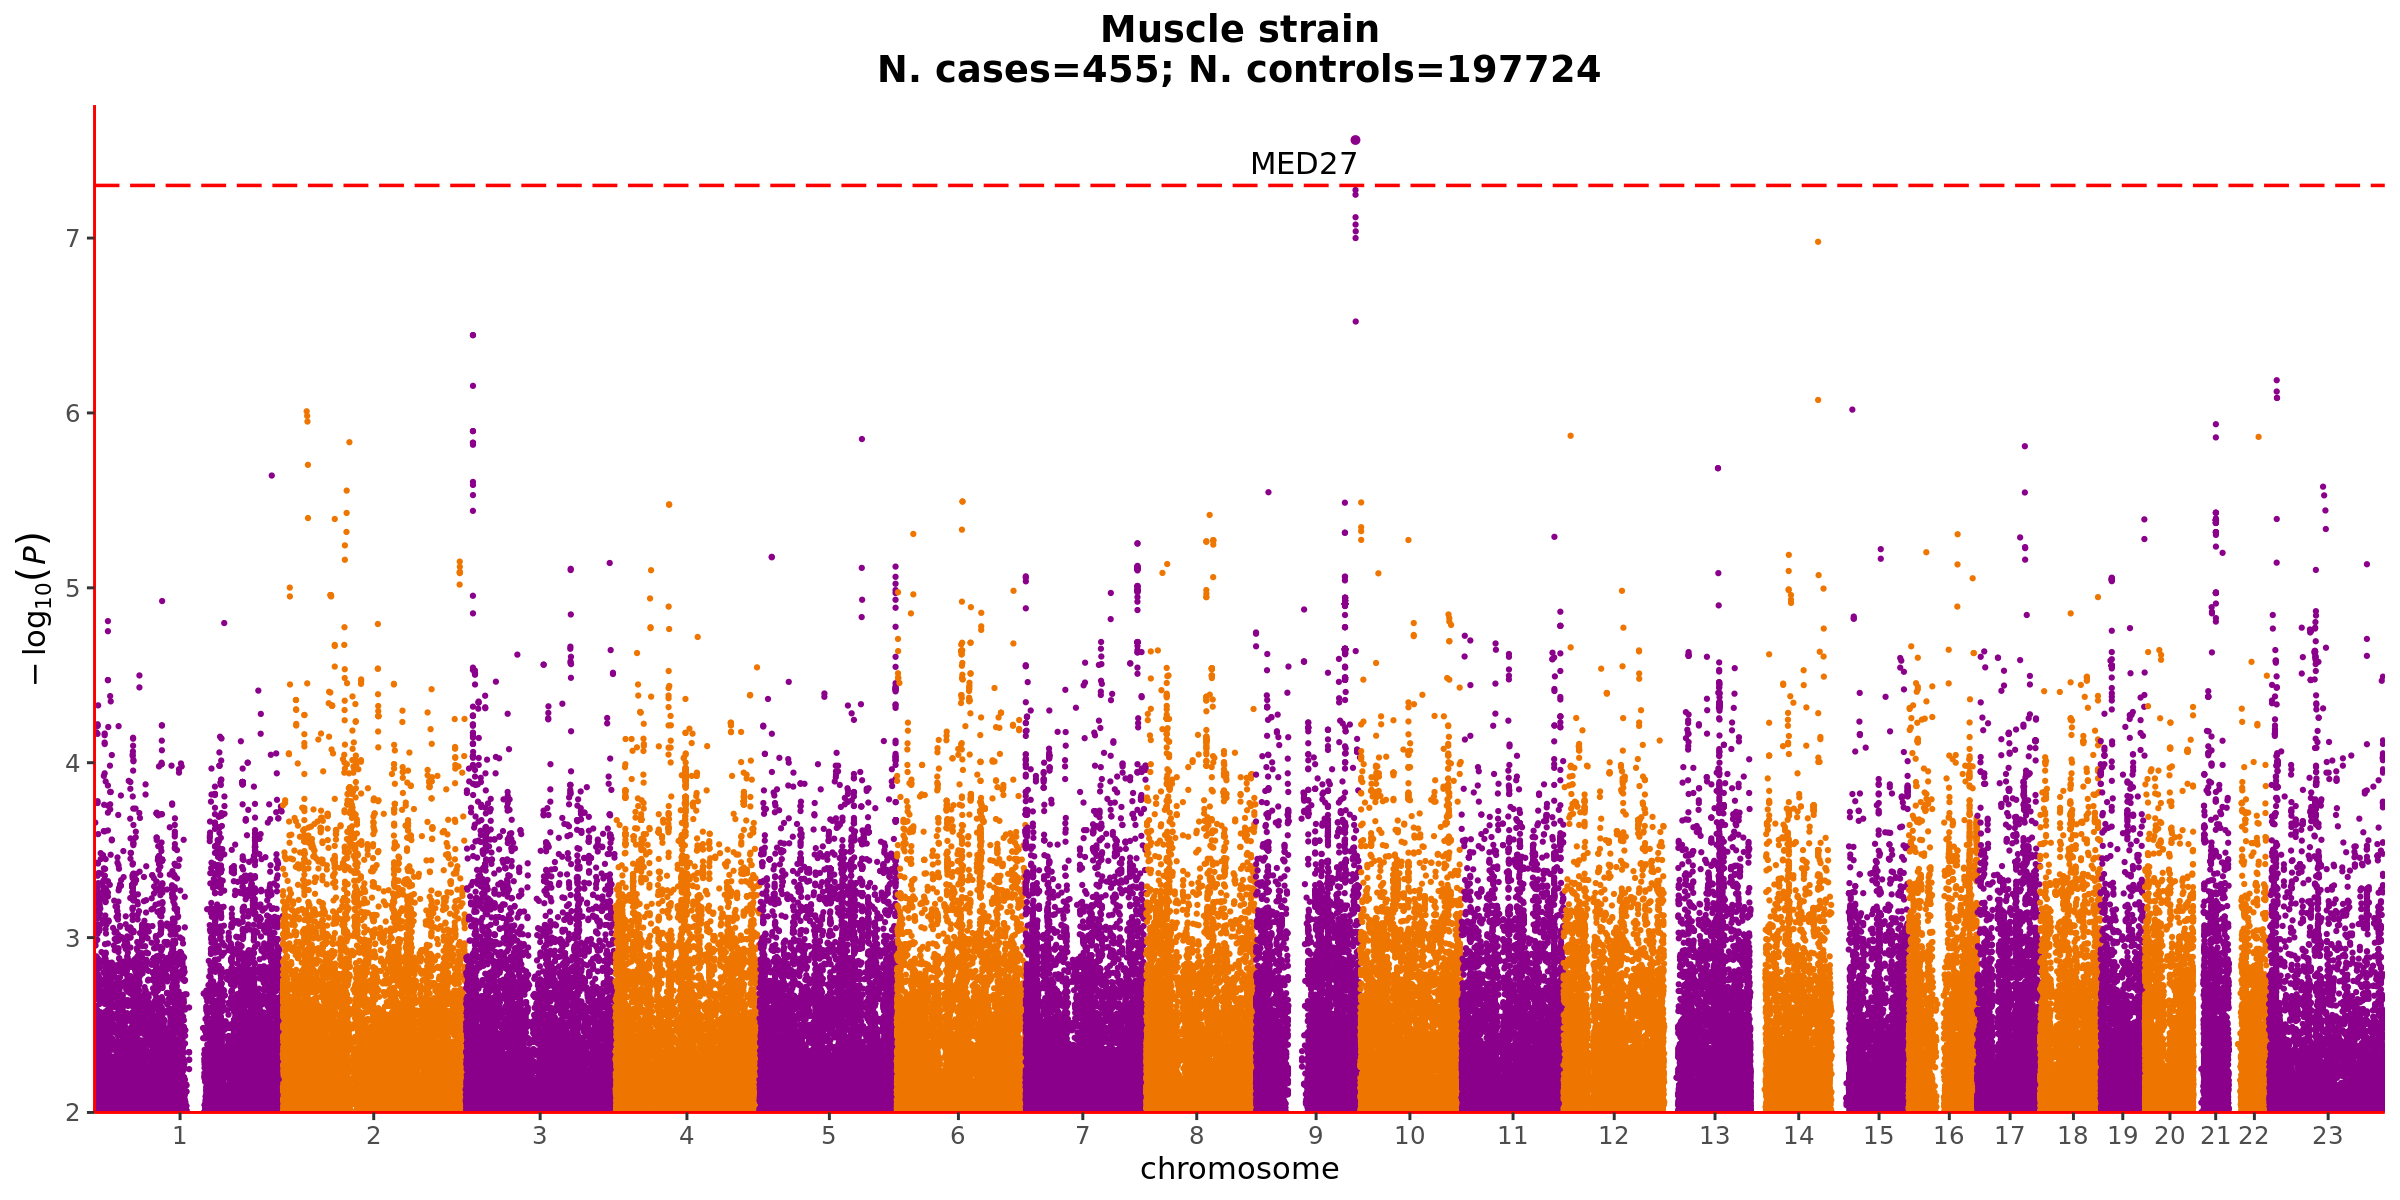 Muscle strain
N. cases=455; N. controls=197724
MED27
7
6
5
4
3
2
−log10(P)
1 2 3 4 5 6 7 8 9 10 11 12 13 14 15 16 17 18 19 20 21 22 23
chromosome